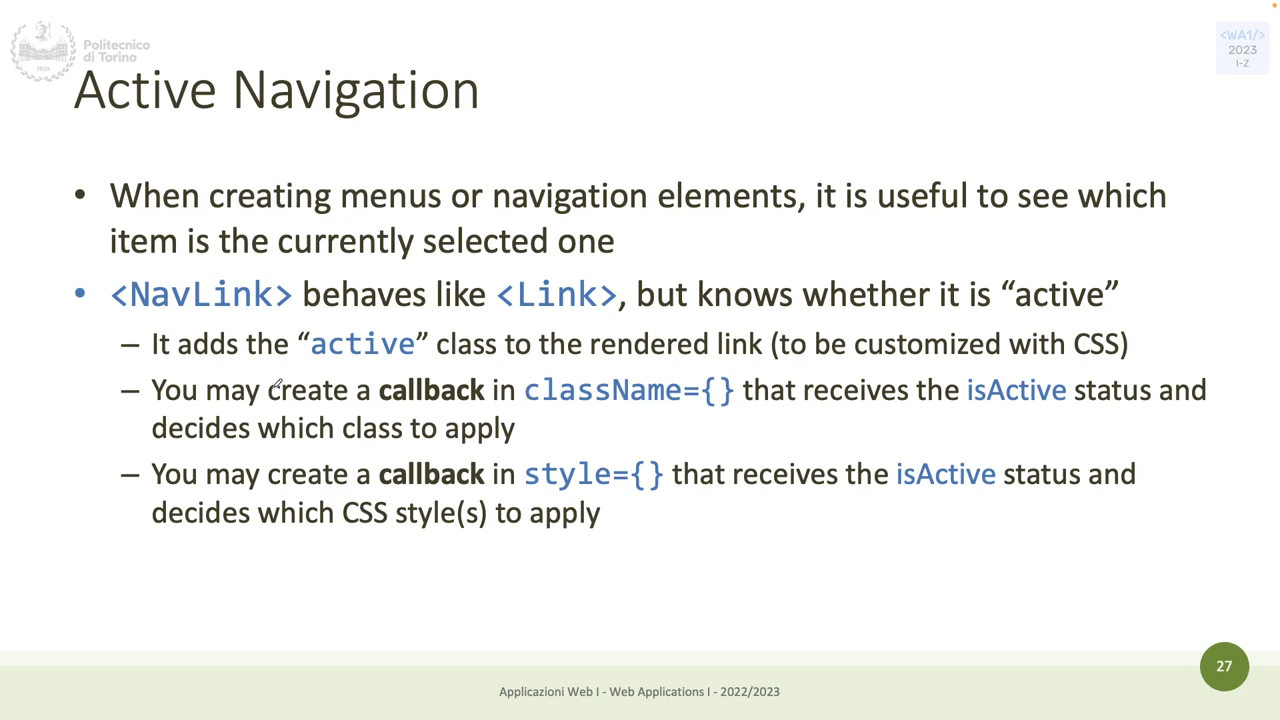 Politecnico
di Torino
<WA1/>
2023
I-Z
Active Navigation
• When creating menus or navigation elements, it is useful to see which
item is the currently selected one
• <NavLink> behaves like <Link>, but knows whether it is “active”
– It adds the “active” class to the rendered link (to be customized with CSS)
– You may create a callback in className={} that receives the isActive status and
decides which class to apply
– You may create a callback in style={} that receives the isActive status and
decides which CSS style(s) to apply
27
Applicazioni Web I - Web Applications I - 2022/2023